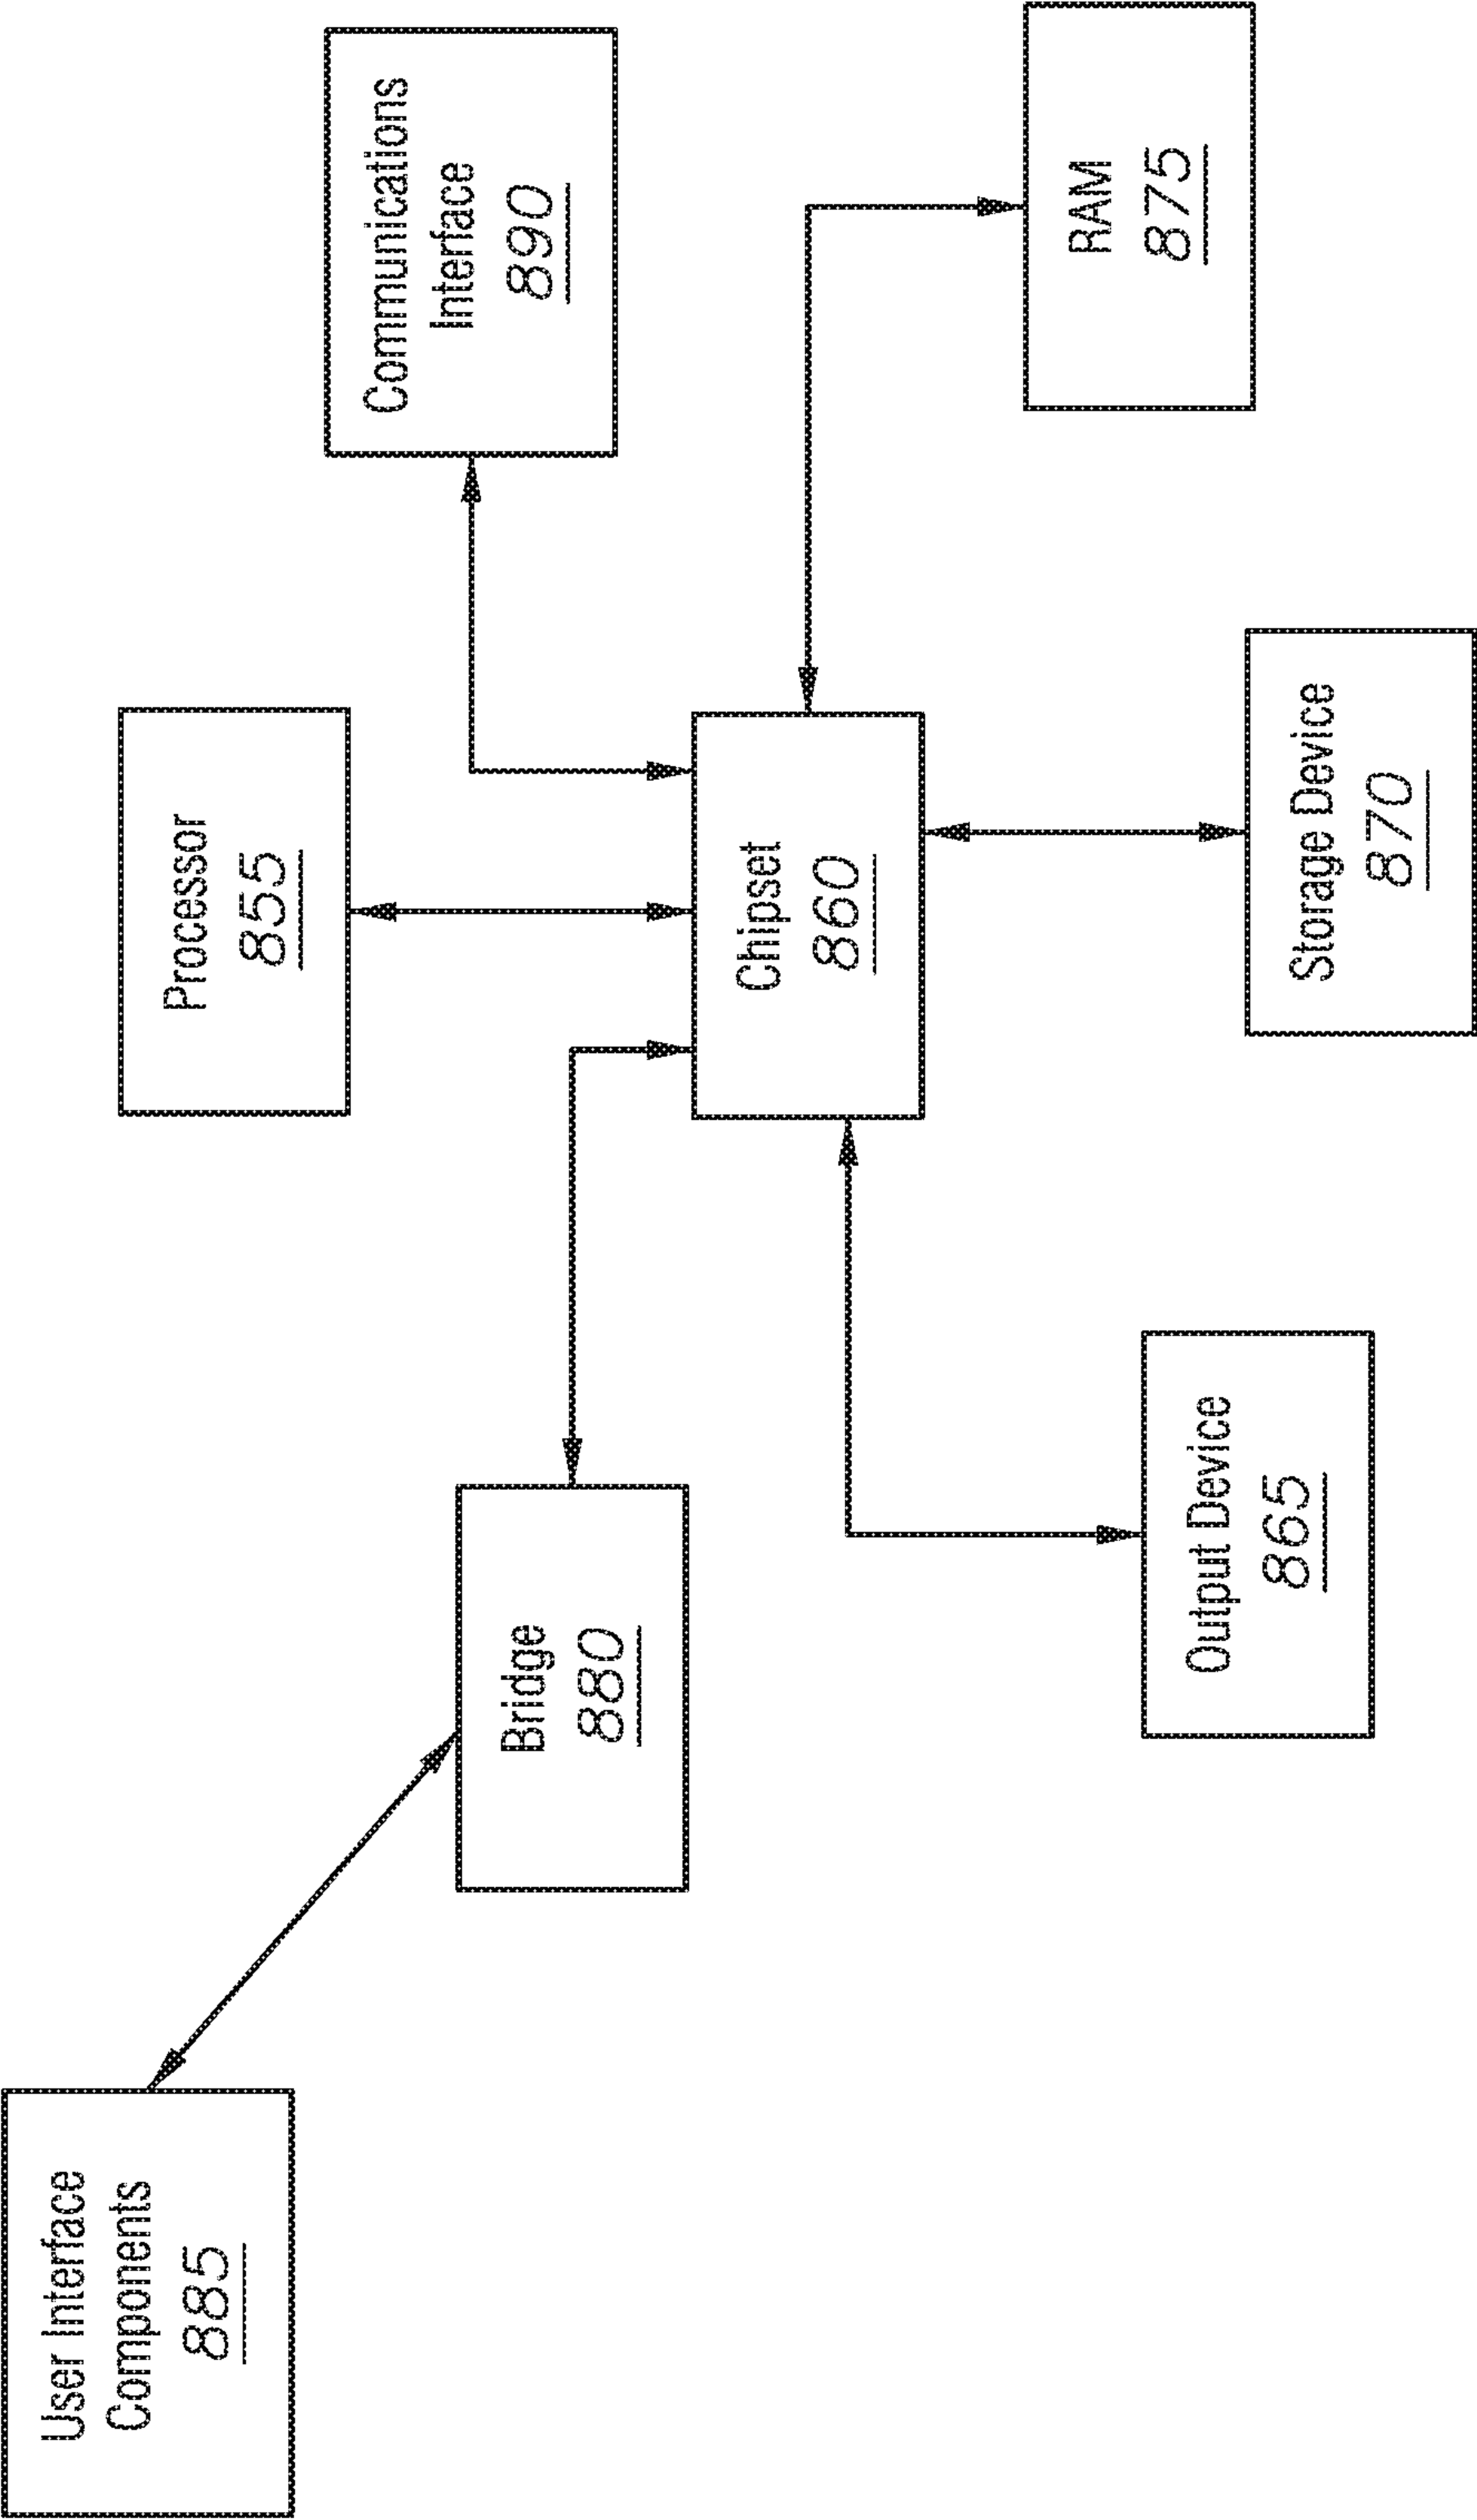 User Interface
Components
885
Processor
855
Communications
Interface
890
Bridge
880
Chipset
860
RAM
875
Output Device
865
Storage Device
870